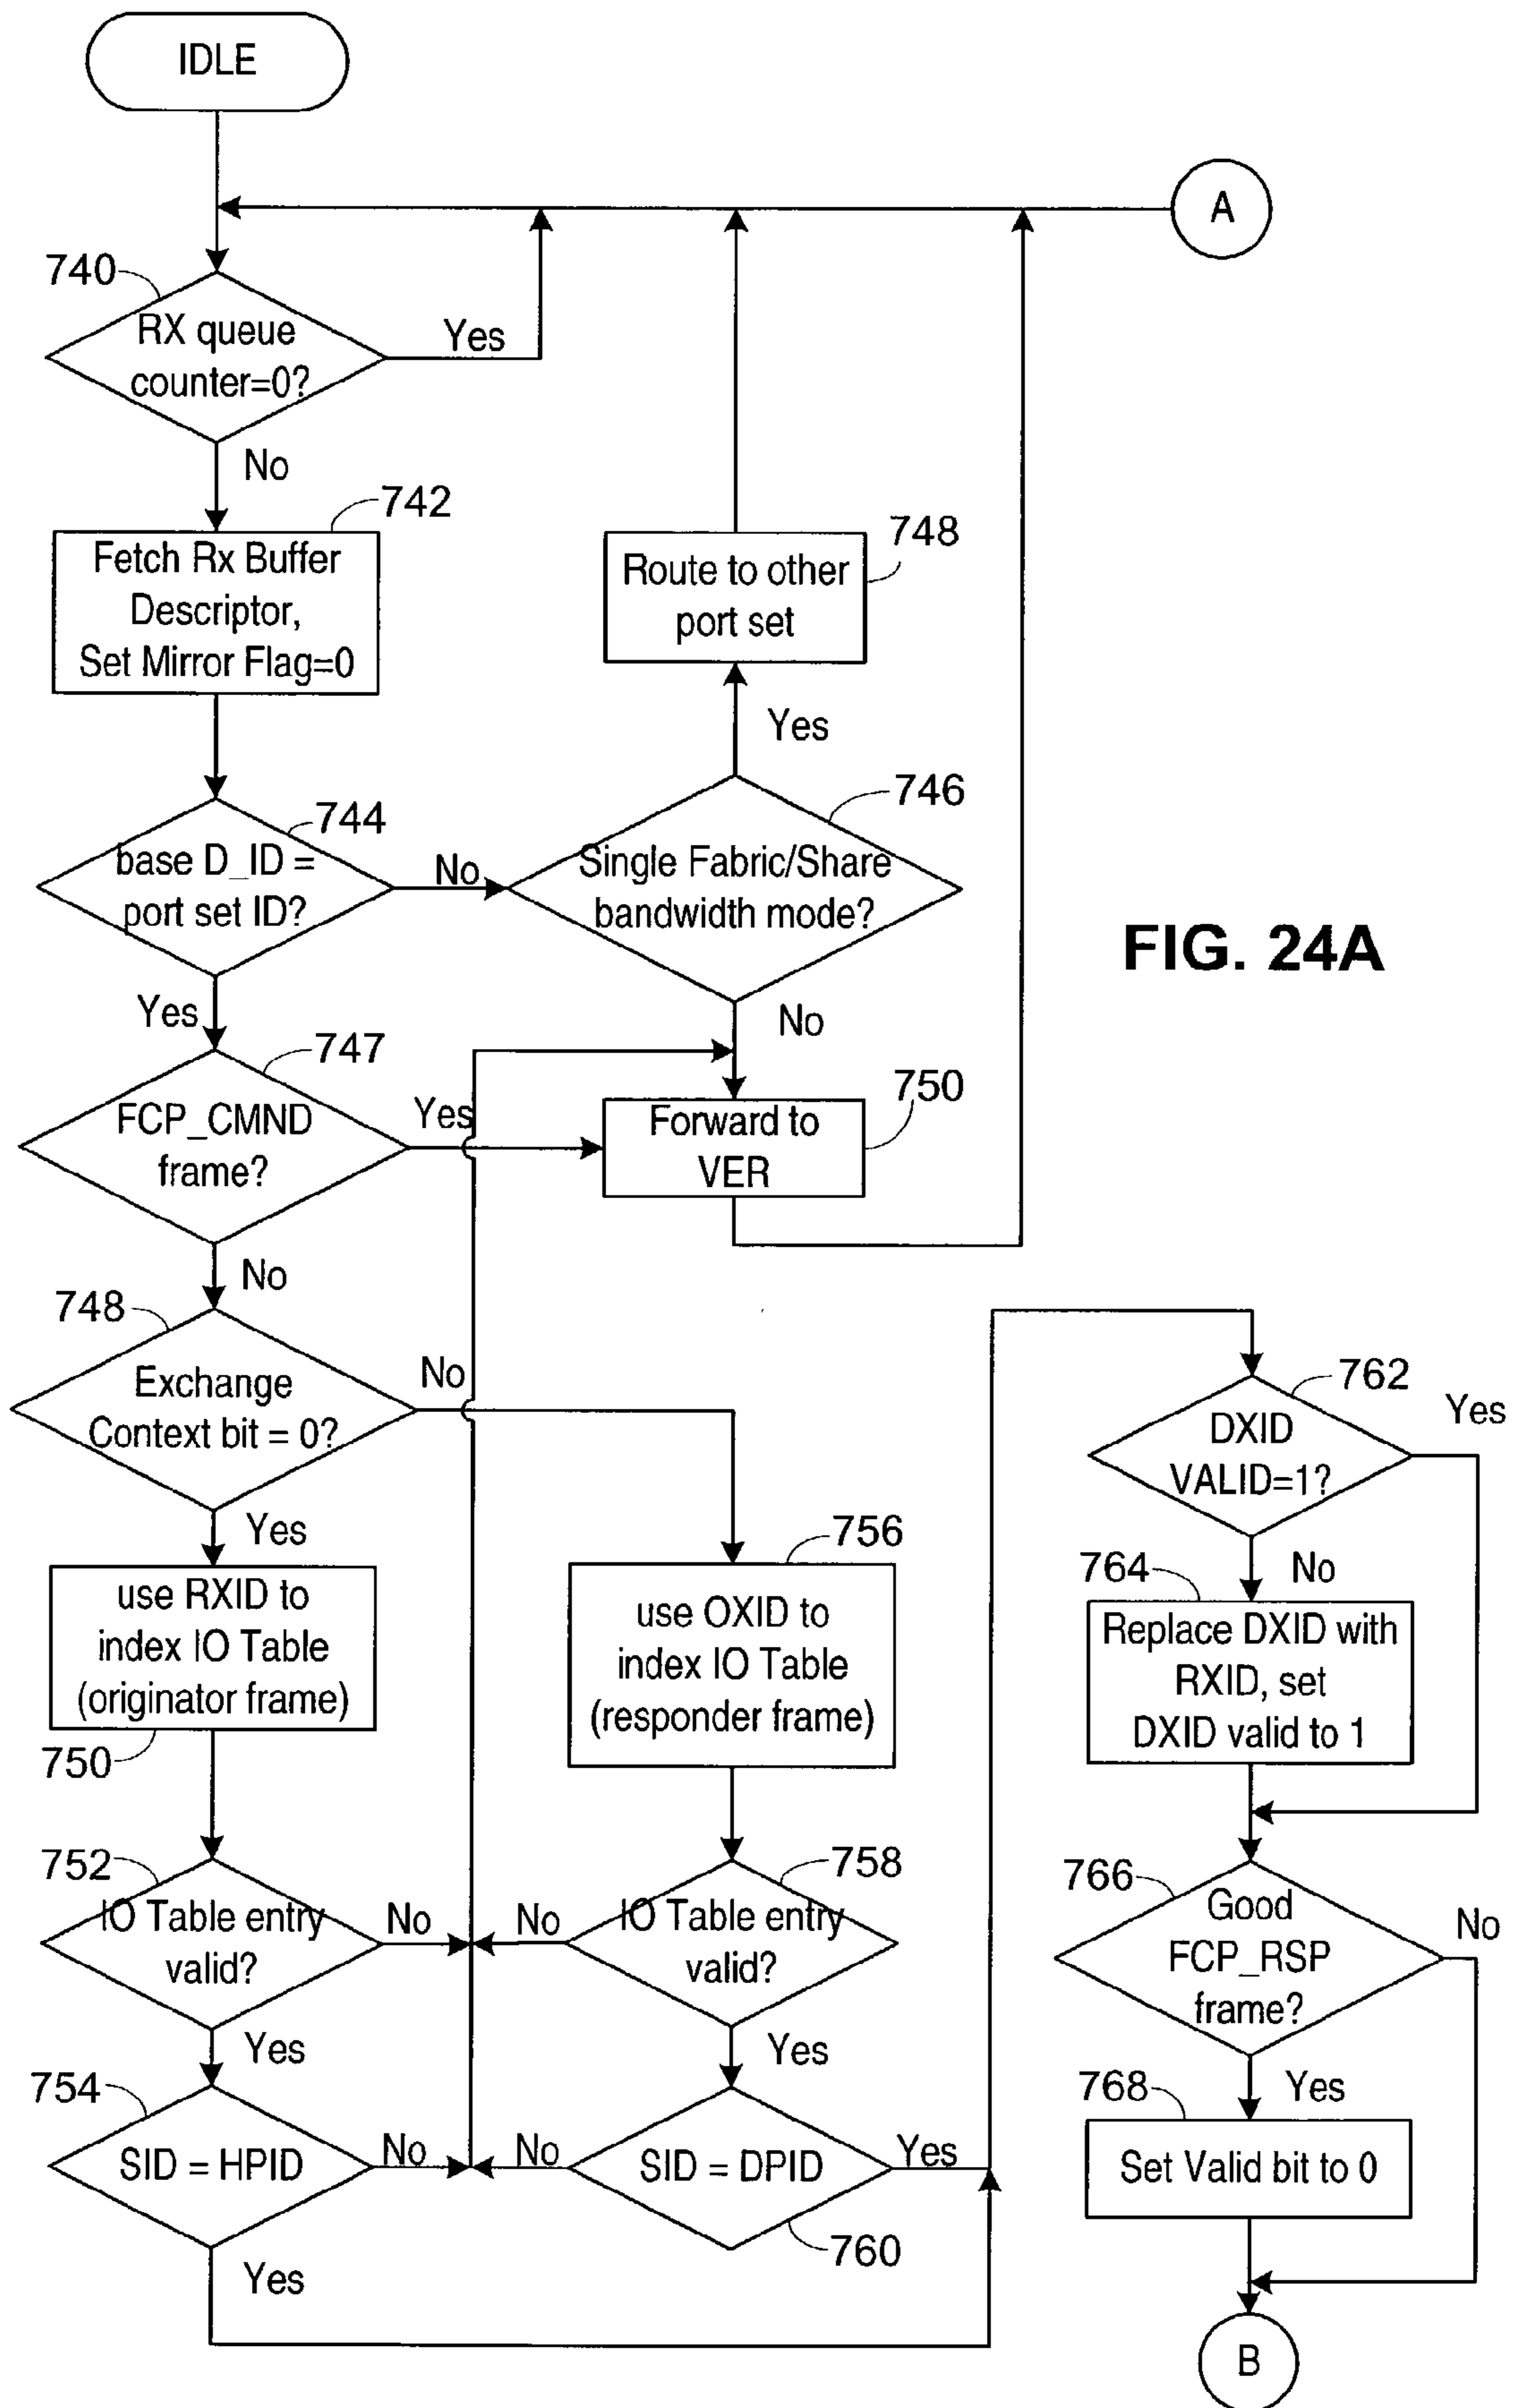 IDLE
A
740
RX queue
counter=0?
Yes
No
742
Fetch Rx Buffer
Descriptor,
Set Mirror Flag=0
748
Route to other
port set
Yes
744
base D_ID =
port set ID?
No
746
Single Fabric/Share
bandwidth mode?
FIG. 24A
Yes
No
747
FCP_CMND
frame?
Yes
750
Forward to
VER
No
748
Exchange
Context bit = 0?
No
Yes
750
use RXID to
index IO Table
(originator frame)
756
use OXID to
index IO Table
(responder frame)
752
IO Table entry
valid?
No
758
IO Table entry
valid?
No
Yes
Yes
754
SID = HPID
No
Yes
760
SID = DPID
No
Yes
762
DXID
VALID=1?
Yes
No
764
Replace DXID with
RXID, set
DXID valid to 1
766
Good
FCP_RSP
frame?
No
Yes
768
Set Valid bit to 0
B